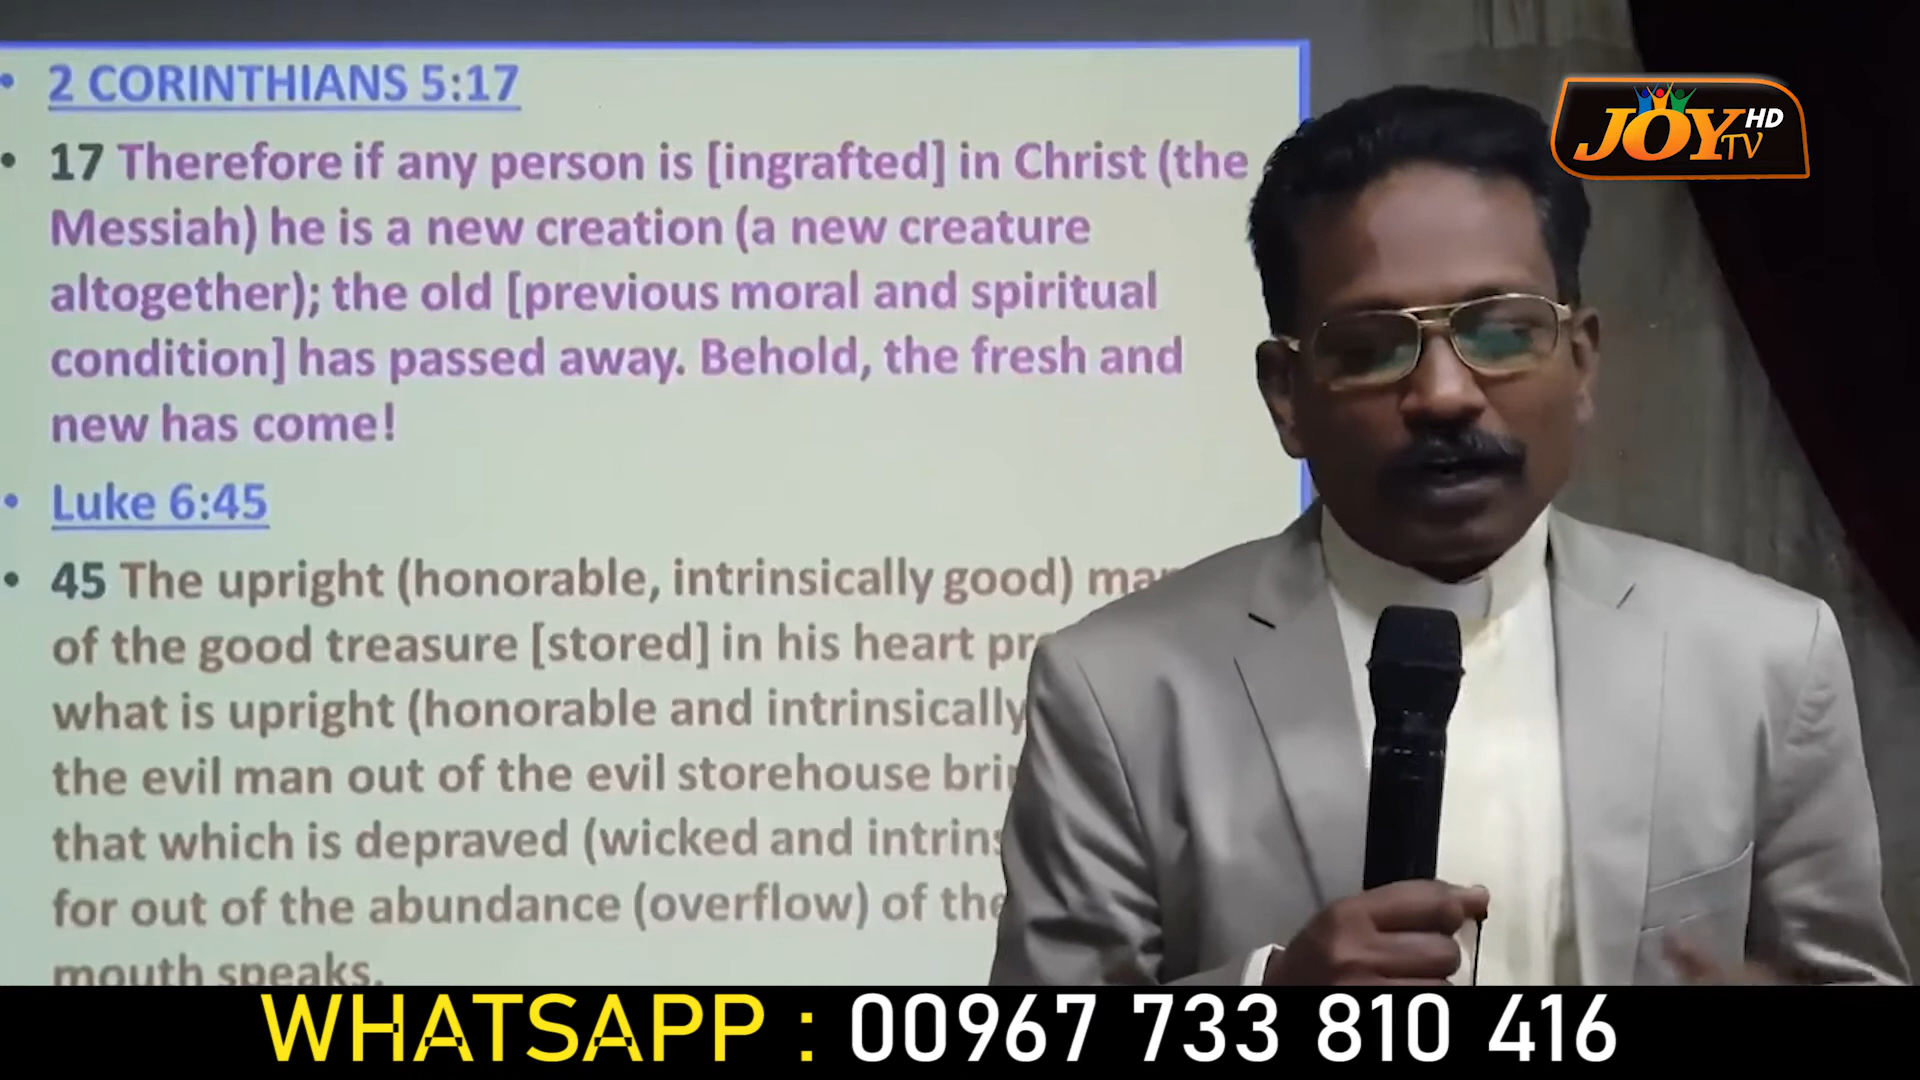 2 CORINTHIANS 5:17
17 Therefore if any person is [ingrafted] in Christ (the
Messiah) he is a new creation (a new creature
altogether); the old [previous moral and spiritual
condition] has passed away. Behold, the fresh and
new has come!
Luke 6:45
45 The upright (honorable, intrinsically good)
of the good treasure [stored] in his heart
what is upright (honorable and intrinsically
the evil man out of the evil storehouse
that which is depraved (wicked and
for out of the abundance (overflow) of the
mouth speaks.
JOY TV HD
WHATSAPP : 00967 733 810 416